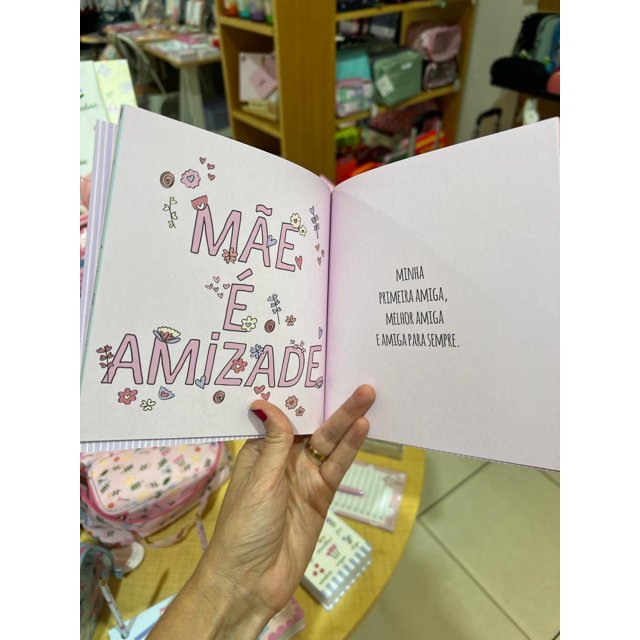 MÃE
É
AMiZADE
MINHA
PRIMEIRA AMIGA,
MELHOR AMIGA
E AMIGA PARA SEMPRE.